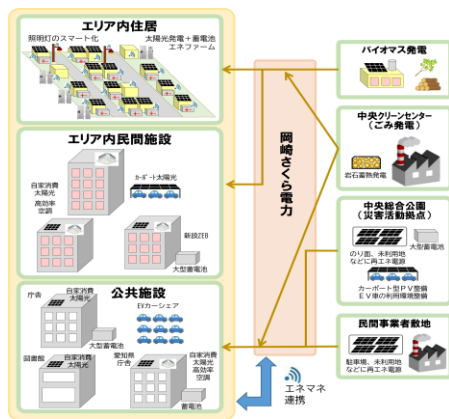 エリア内住居
照明灯のスマート化
太陽光発電＋蓄電池
エネファーム
エリア内民間施設
自家消費
太陽光
高効率
空調
カーポート太陽光
新設ZEB
大型蓄電池
公共施設
庁舎
自家消費
太陽光
大型蓄電池
EVカーシェア
図書館
自家消費
太陽光
愛知県
庁舎
自家消費
太陽光
高効率
空調
蓄電池
岡崎さくら電力
エネマネ
連携
バイオマス発電
中央クリーンセンター
（ごみ発電）
岩石蓄熱発電
中央総合公園
（災害活動拠点）
大型蓄電池
のり面、未利用地
などに再エネ電源
カーポート型PV整備
EV車の利用環境整備
民間事業者敷地
駐車場、未利用地
などに再エネ電源